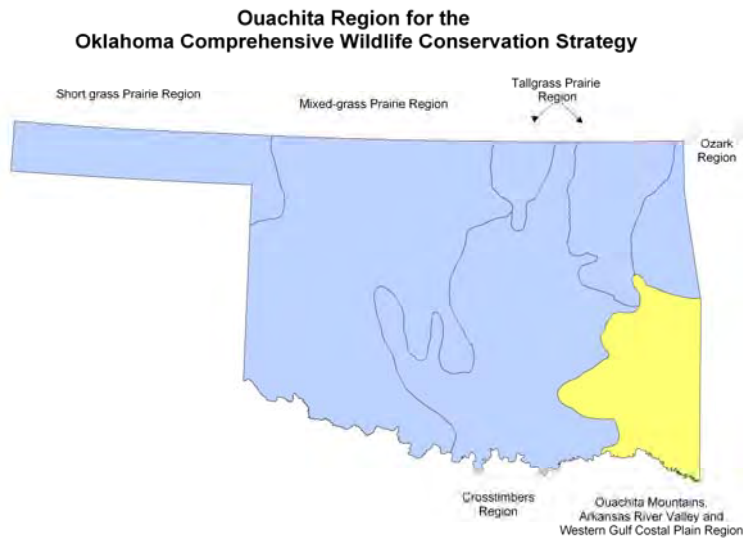 Ouachita Region for the
Oklahoma Comprehensive Wildlife Conservation Strategy
Short grass Prairie Region
Mixed-grass Prairie Region
Tallgrass Prairie
Region
Ozark
Region
Crosstimbers
Region
Ouachita Mountains,
Arkansas River Valley and
Western Gulf Costal Plain Region